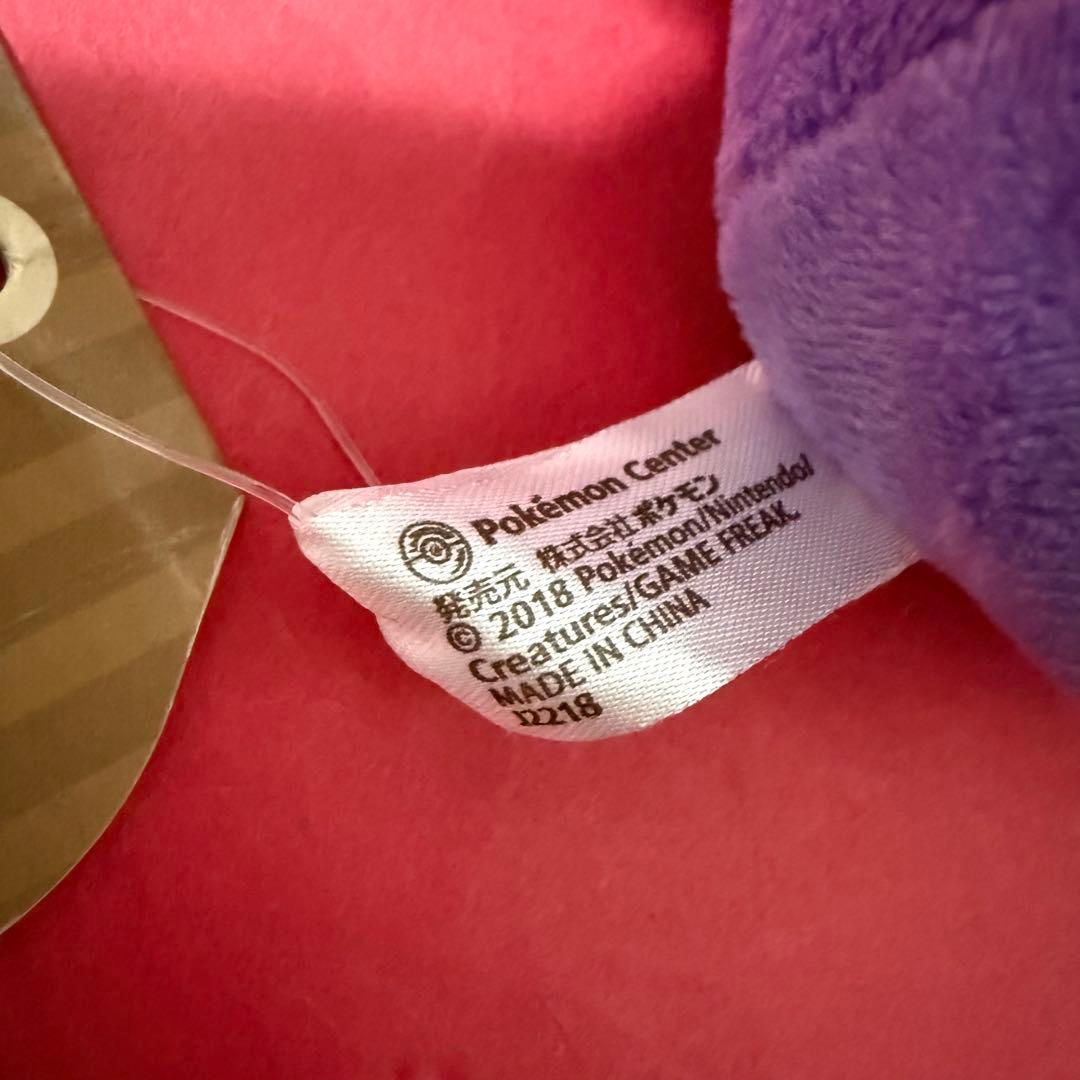 Pokémon Center
発売元 株式会社ポケモン
© 2018 Pokémon/Nintendo/
Creatures/GAME FREAK.
MADE IN CHINA